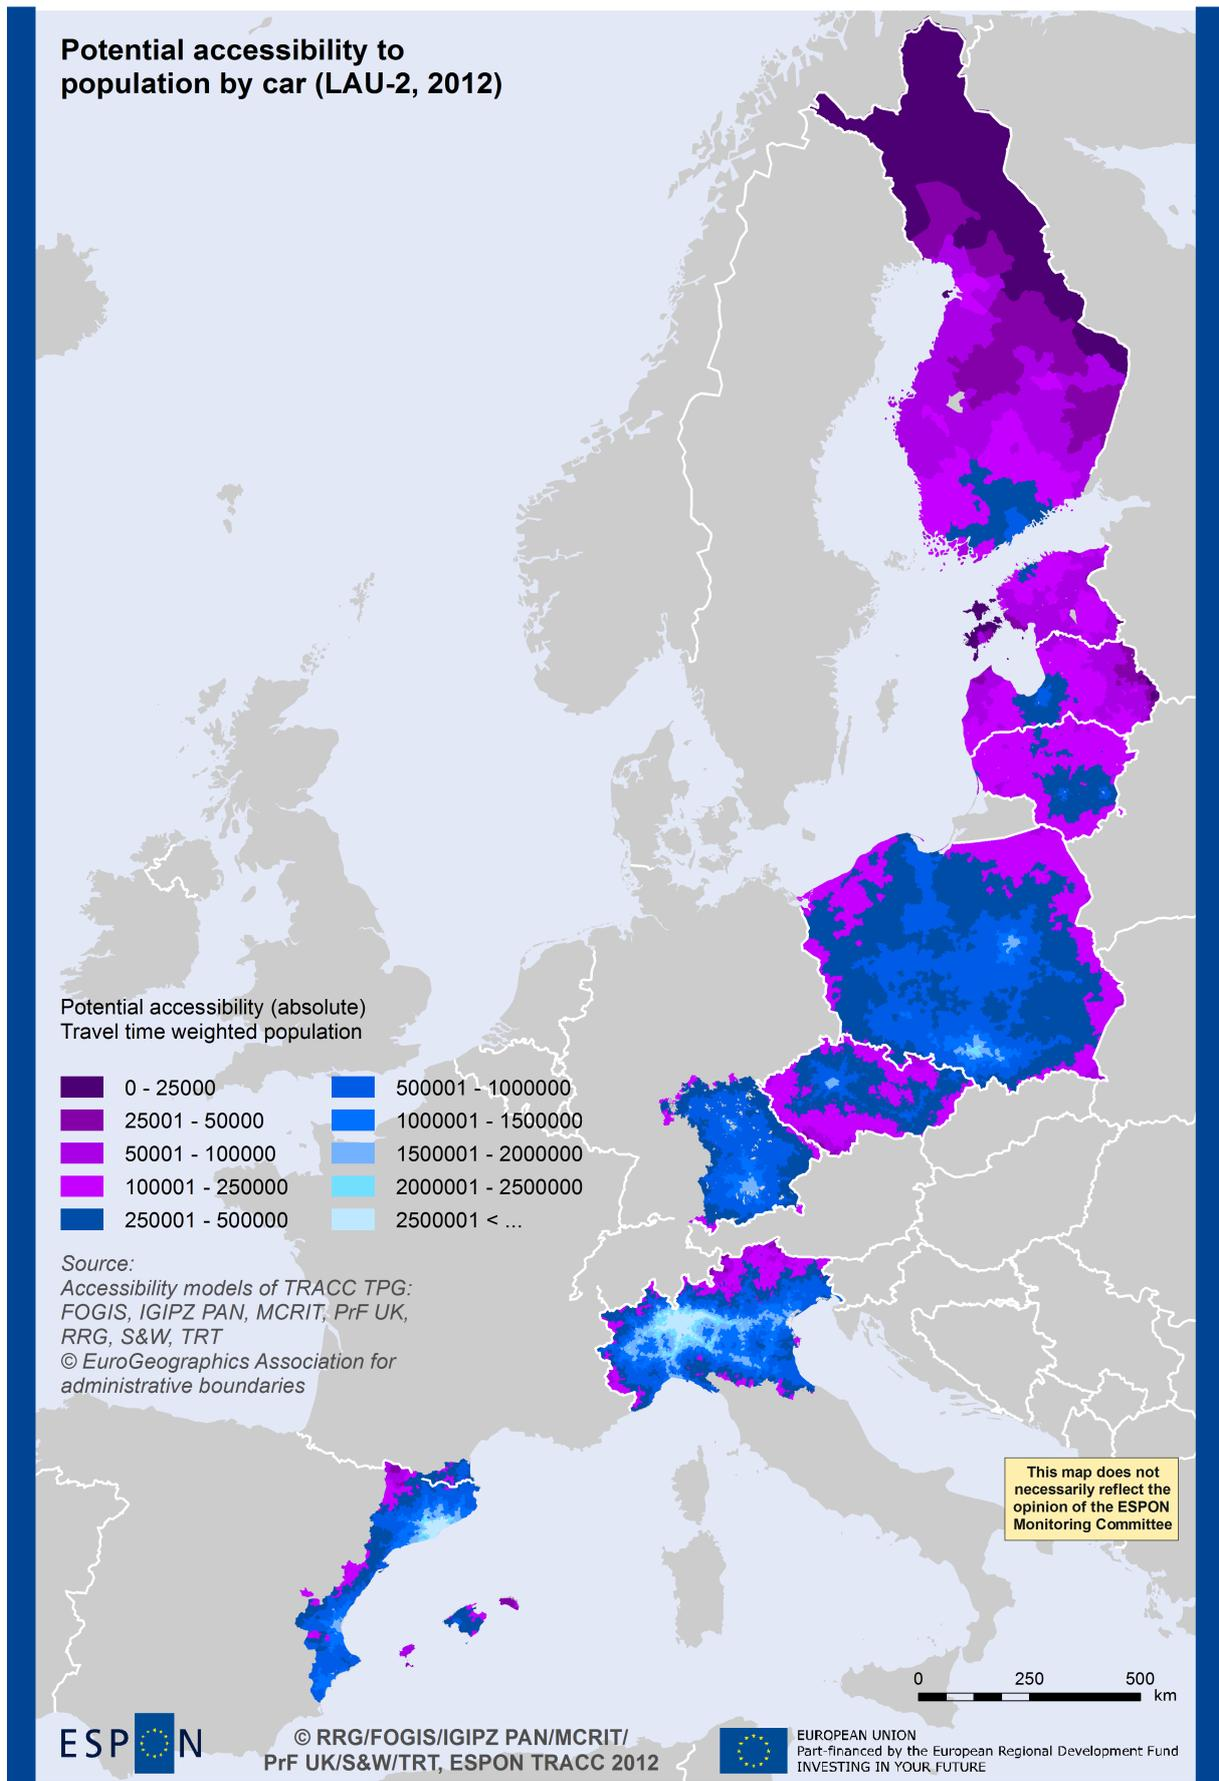 Potential accessibility to
population by car (LAU-2, 2012)
Potential accessibility (absolute)
Travel time weighted population
0 - 25000
25001 - 50000
50001 - 100000
100001 - 250000
250001 - 500000
500001 - 1000000
1000001 - 1500000
1500001 - 2000000
2000001 - 2500000
2500001 < ...
Source:
Accessibility models of TRACC TPG:
FOGIS, IGIPZ PAN, MCRIT, PrF UK,
RRG, S&W, TRT
© EuroGeographics Association for
administrative boundaries
This map does not
necessarily reflect the
opinion of the ESPON
Monitoring Committee
0 250 500
km
ESPON
© RRG/FOGIS/IGIPZ PAN/MCRIT/
PrF UK/S&W/TRT, ESPON TRACC 2012
EUROPEAN UNION
Part-financed by the European Regional Development Fund
INVESTING IN YOUR FUTURE